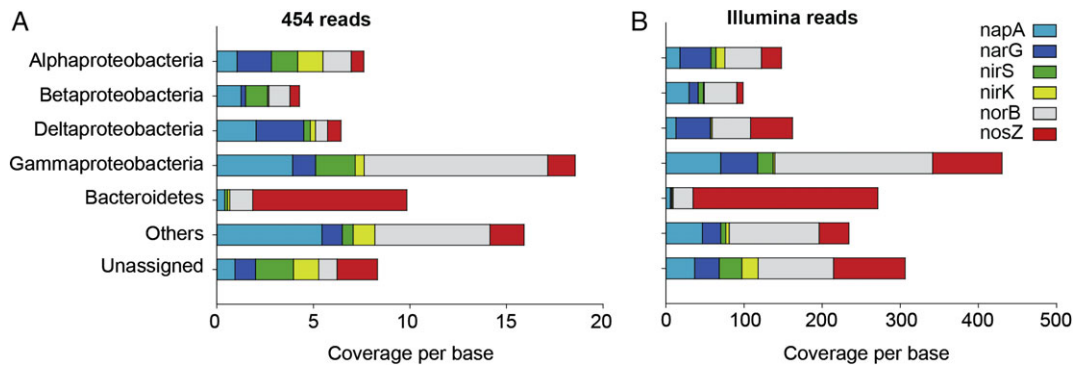 A
454 reads
Alphaproteobacteria
Betaproteobacteria
Deltaproteobacteria
Gammaproteobacteria
Bacteroidetes
Others
Unassigned
0 5 10 15 20
Coverage per base
B
Illumina reads
napA
narG
nirS
nirK
norB
nosZ
0 100 200 300 400 500
Coverage per base